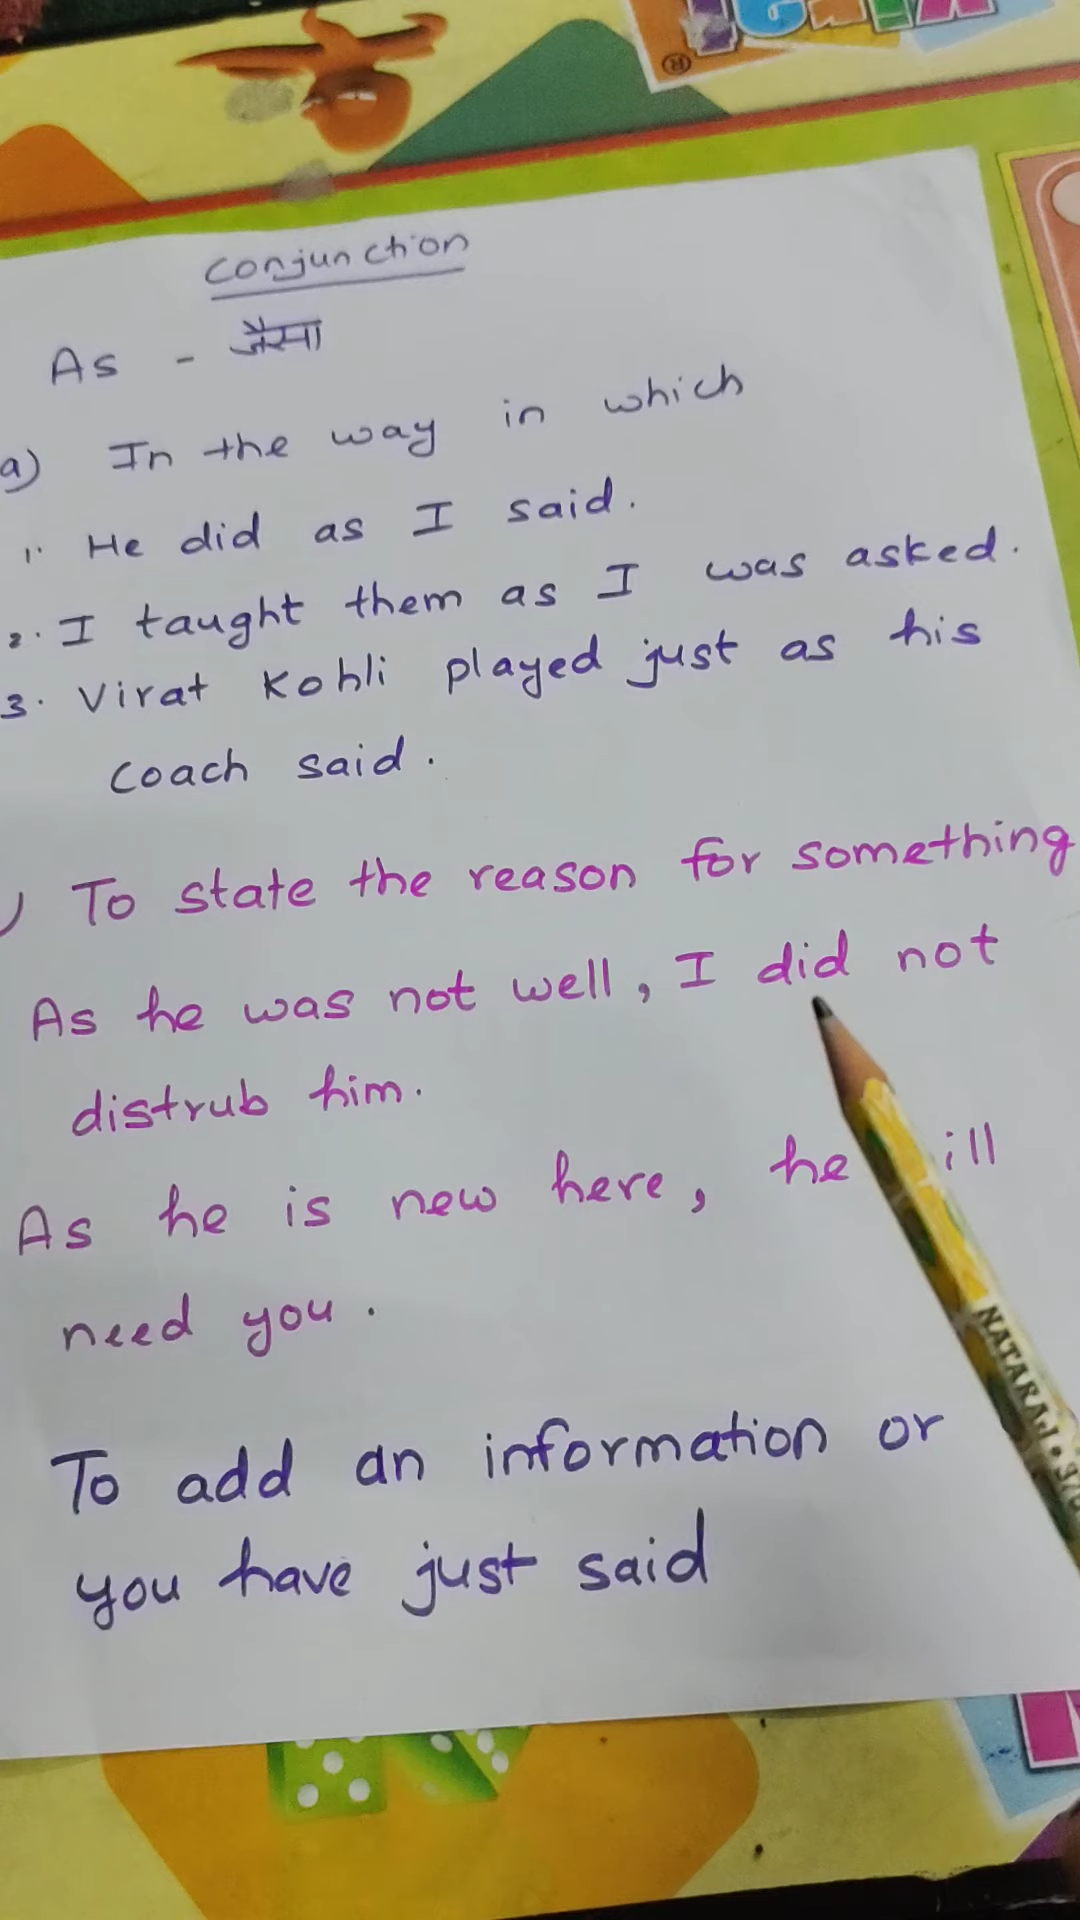 conjunction
As - जैसा
a) In the way in which
1. He did as I said.
2. I taught them as I was asked.
3. Virat Kohli played just as his
coach said.
) To state the reason for something
As he was not well, I did not
distrub him.
As he is new here, he ill
need you.
To add an information or
you have just said
NATARAJ